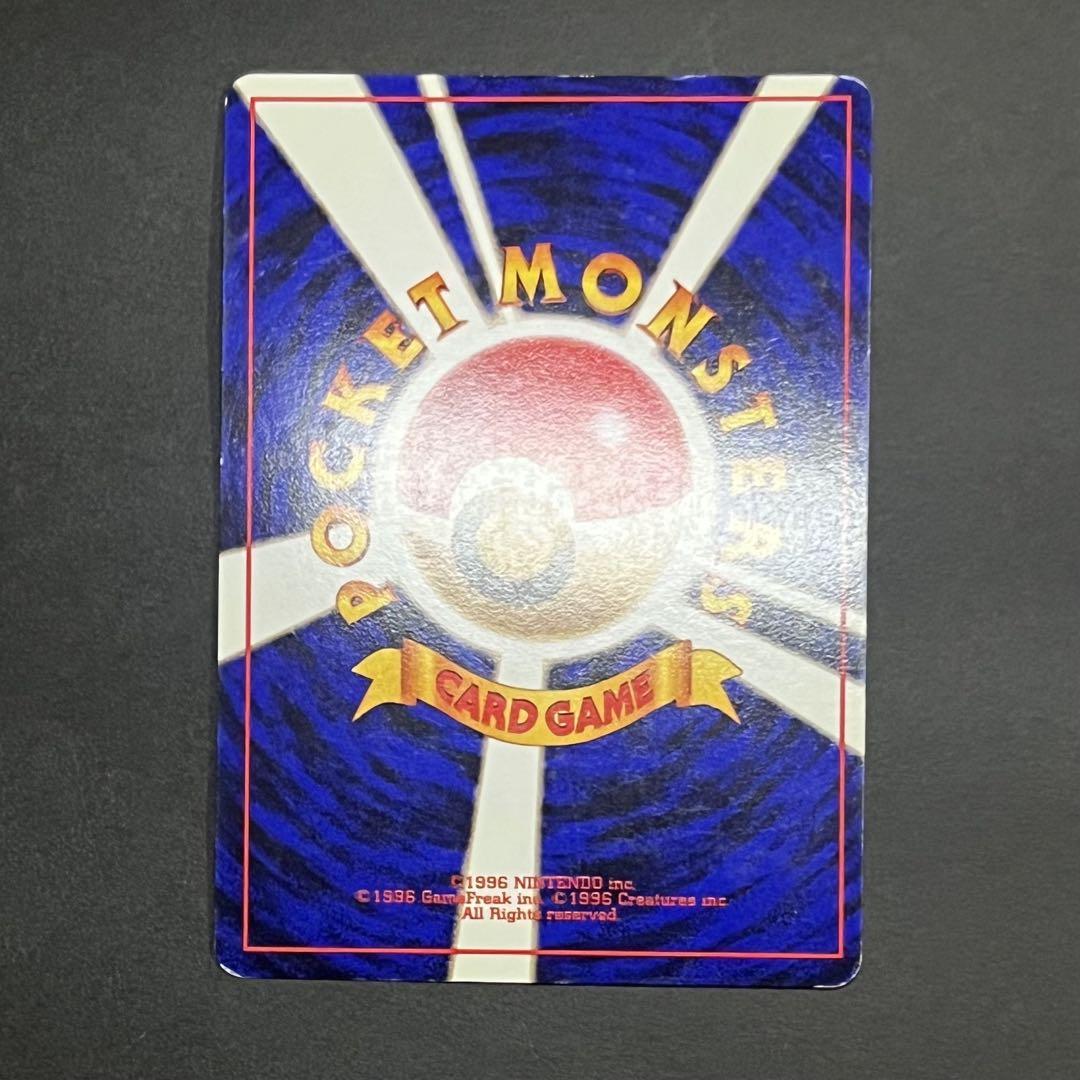 POCKET MONSTERS
CARD GAME
©1996 NINTENDO inc.
©1996 GameFreak inc. ©1996 Creatures inc.
All Rights reserved.